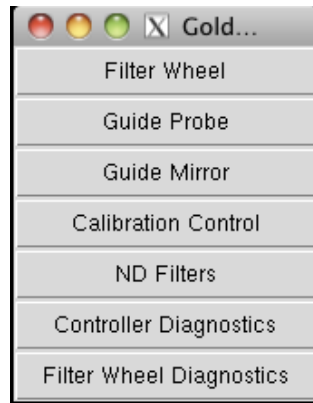 Gold...
Filter Wheel
Guide Probe
Guide Mirror
Calibration Control
ND Filters
Controller Diagnostics
Filter Wheel Diagnostics